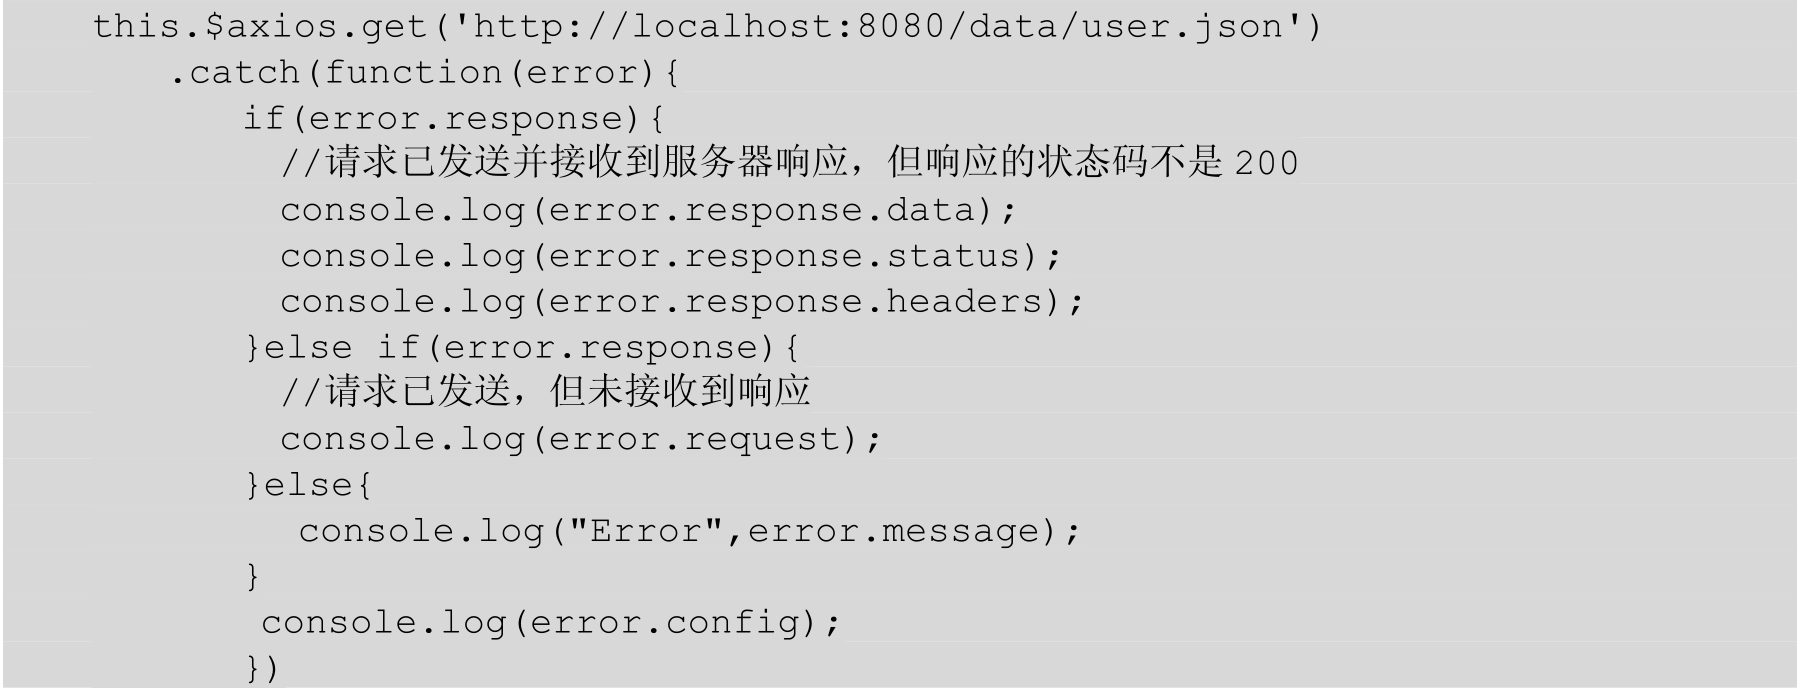 this.$axios.get('http://localhost:8080/data/user.json')
.catch(function(error){
if(error.response){
//请求已发送并接收到服务器响应，但响应的状态码不是 200
console.log(error.response.data);
console.log(error.response.status);
console.log(error.response.headers);
}else if(error.response){
//请求已发送，但未接收到响应
console.log(error.request);
}else{
console.log("Error",error.message);
}
console.log(error.config);
})